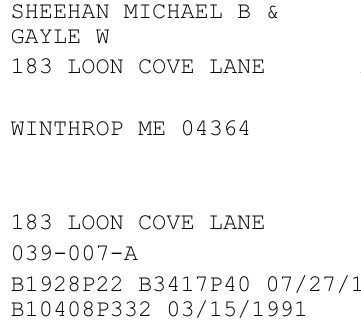 SHEEHAN MICHAEL B &
GAYLE W
183 LOON COVE LANE
WINTHROP ME 04364
183 LOON COVE LANE
039-007-A
B1928P22 B3417P40 07/27/1
B10408P332 03/15/1991